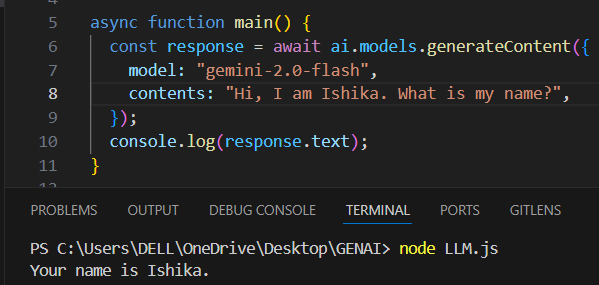 5 async function main() {
6 const response = await ai.models.generateContent({
7 model: "gemini-2.0-flash",
8 contents: "Hi, I am Ishika. What is my name?",
9 });
10 console.log(response.text);
11 }
PROBLEMS OUTPUT DEBUG CONSOLE TERMINAL PORTS GITLENS
PS C:\Users\DELL\OneDrive\Desktop\GENAI> node LLM.js
Your name is Ishika.